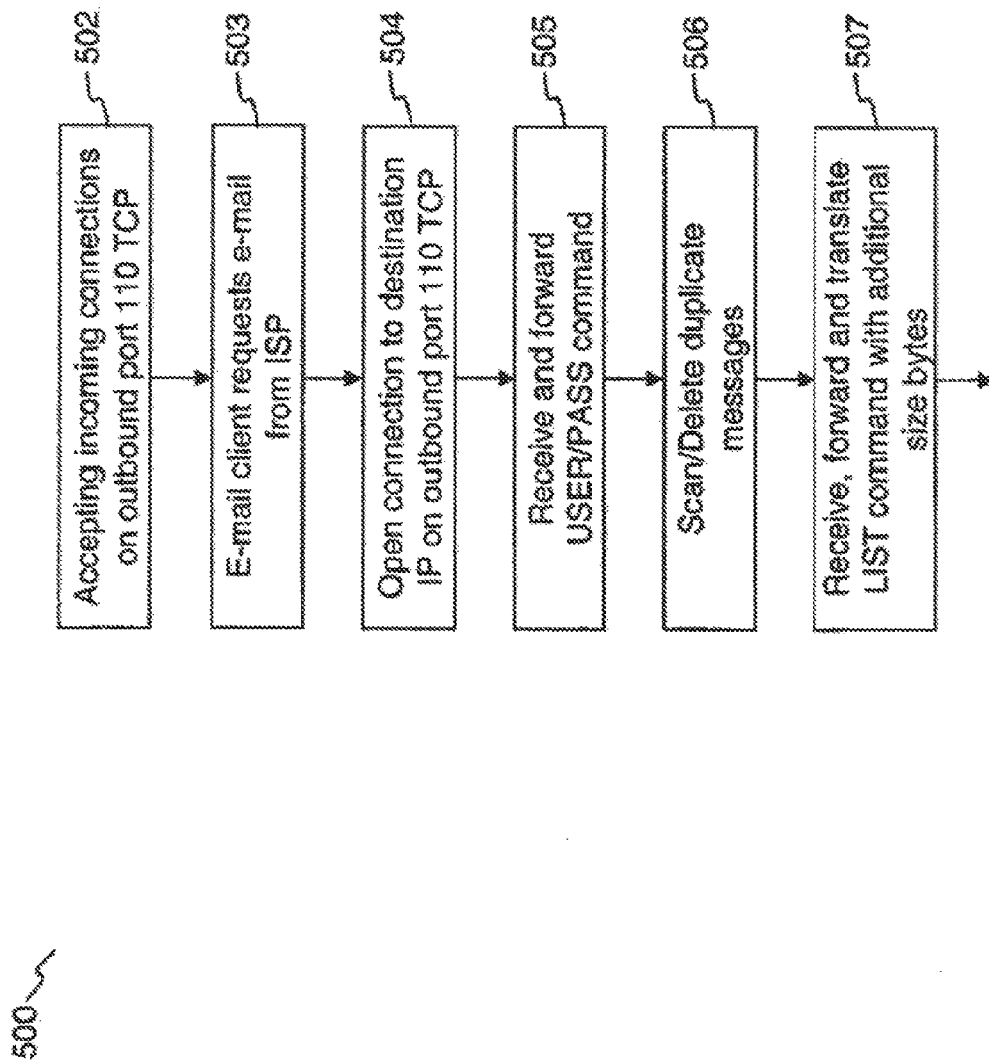 500
Accepting incoming connections
on outbound port 110 TCP
502
E-mail client requests e-mail
from ISP
503
Open connection to destination
IP on outbound port 110 TCP
504
Receive and forward
USER/PASS command
505
Scan/Delete duplicate
messages
506
Receive, forward and translate
LIST command with additional
size bytes
507